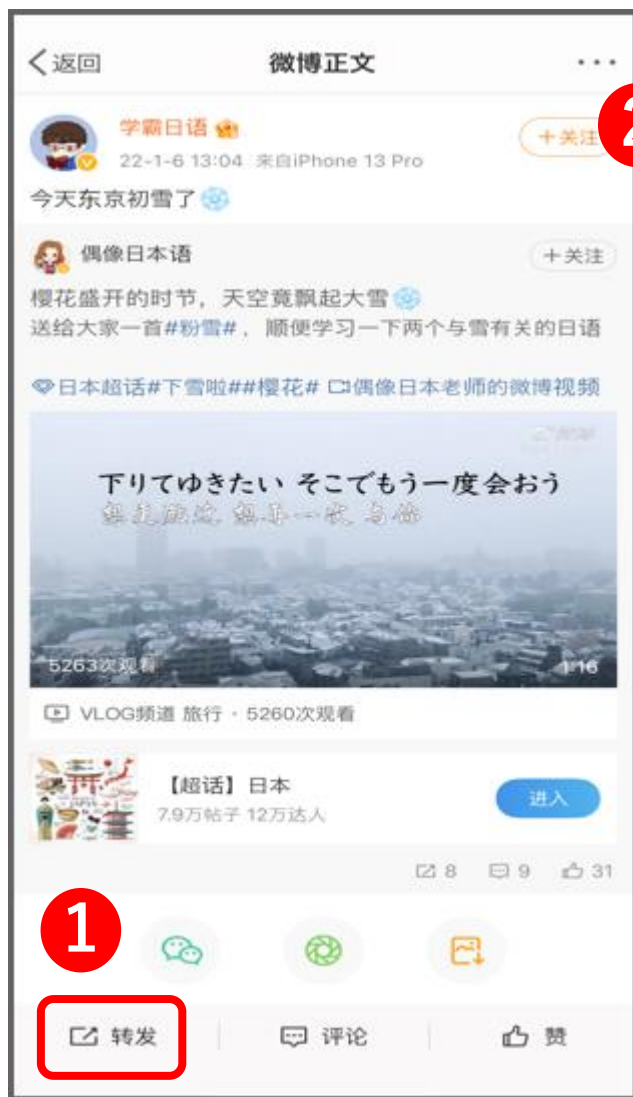 返回
微博正文
学霸日语
+关注
22-1-6 13:04 来自iPhone 13 Pro
今天东京初雪了
偶像日本语
+关注
樱花盛开的时节，天空竟飘起大雪
送给大家一首#粉雪#，顺便学习一下两个与雪有关的日语
日本超话#下雪啦##樱花# 偶像日本老师的微博视频
下りてゆきたい そこでもう一度会おう
5263次观看
1:16
VLOG频道 旅行 · 5260次观看
【超话】日本
7.9万帖子 12万达人
进入
8 9 31
1
转发 评论 赞